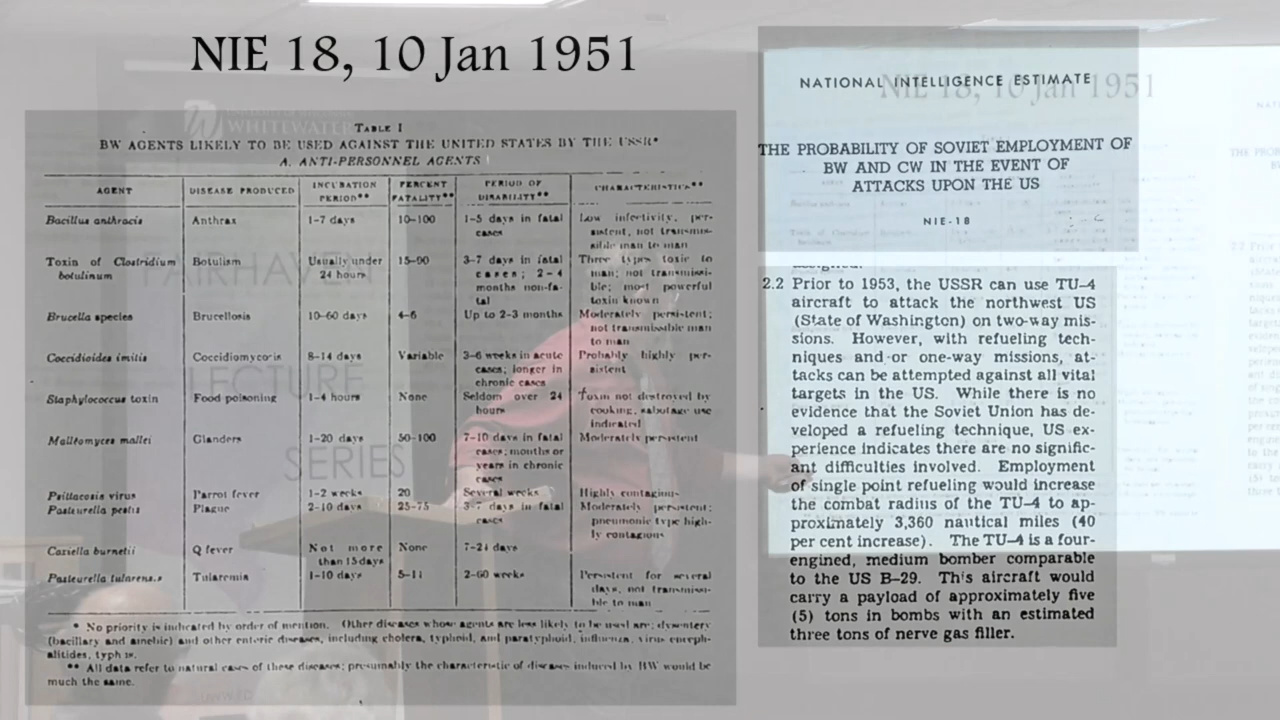 NIE 18, 10 Jan 1951
WHITEWATER
FAIRHAVEN
LECTURE
SERIES
TABLE I
BW AGENTS LIKELY TO BE USED AGAINST THE UNITED STATES BY THE USSR*
A. ANTI-PERSONNEL AGENTS
AGENT DISEASE PRODUCED INCUBATION PERIOD** PERCENT FATALITY** PERIOD OF DISABILITY** CHARACTERISTICS**
Bacillus anthracis Anthrax 1-7 days 10-100 1-5 days in fatal cases Low infectivity, persistent, not transmissible man to man
Toxin of Clostridium botulinum Botulism Usually under 24 hours 15-90 3-7 days in fatal cases; 2-4 months non-fatal Three types toxic to man; not transmissible; most powerful toxin known
Brucella species Brucellosis 10-60 days 4-6 Up to 2-3 months Moderately persistent; not transmissible man to man
Coccidioides imitis Coccidiomycosis 8-14 days Variable 3-6 weeks in acute cases; longer in chronic cases Probably highly persistent
Staphylococcus toxin Food poisoning 1-4 hours None Seldom over 24 hours Toxin not destroyed by cooking, sabotage use indicated
Malleomyces mallei Glanders 1-20 days 50-100 7-10 days in fatal cases; months or years in chronic cases Moderately persistent
Psittacosis virus Parrot fever 1-2 weeks 20 Several weeks Highly contagious
Pasteurella pestis Plague 2-10 days 25-75 3-7 days in fatal cases Moderately persistent; pneumonic type highly contagious
Coxiella burnetii Q fever Not more than 15 days None 7-21 days
Pasteurella tularensis Tularemia 1-10 days 5-11 2-60 weeks Persistent for several days, not transmissible to man
* No priority is indicated by order of mention. Other diseases whose agents are less likely to be used are; dysentery
(bacillary and amebic) and other enteric diseases, including cholera, typhoid, and paratyphoid, influenza, virus enceph-
alitides, typhus.
** All data refer to natural cases of these diseases; presumably the characteristic of diseases induced by BW would be
much the same.
NATIONAL INTELLIGENCE ESTIMATE
NIE 18, 10 Jan 1951
THE PROBABILITY OF SOVIET EMPLOYMENT OF
BW AND CW IN THE EVENT OF
ATTACKS UPON THE US
NIE-18
2.2 Prior to 1953, the USSR can use TU-4
aircraft to attack the northwest US
(State of Washington) on two-way mis-
sions. However, with refueling tech-
niques and or one-way missions, at-
tacks can be attempted against all vital
targets in the US. While there is no
evidence that the Soviet Union has de-
veloped a refueling technique, US ex-
perience indicates there are no signific-
ant difficulties involved. Employment
of single point refueling would increase
the combat radius of the TU-4 to ap-
proximately 3,360 nautical miles (40
per cent increase). The TU-4 is a four-
engined, medium bomber comparable
to the US B-29. This aircraft would
carry a payload of approximately five
(5) tons in bombs with an estimated
three tons of nerve gas filler.